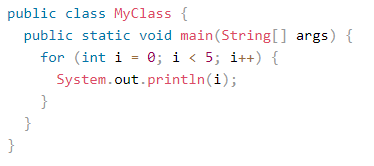 public class MyClass {
  public static void main(String[] args) {
    for (int i = 0; i < 5; i++) {
      System.out.println(i);
    }
  }
}